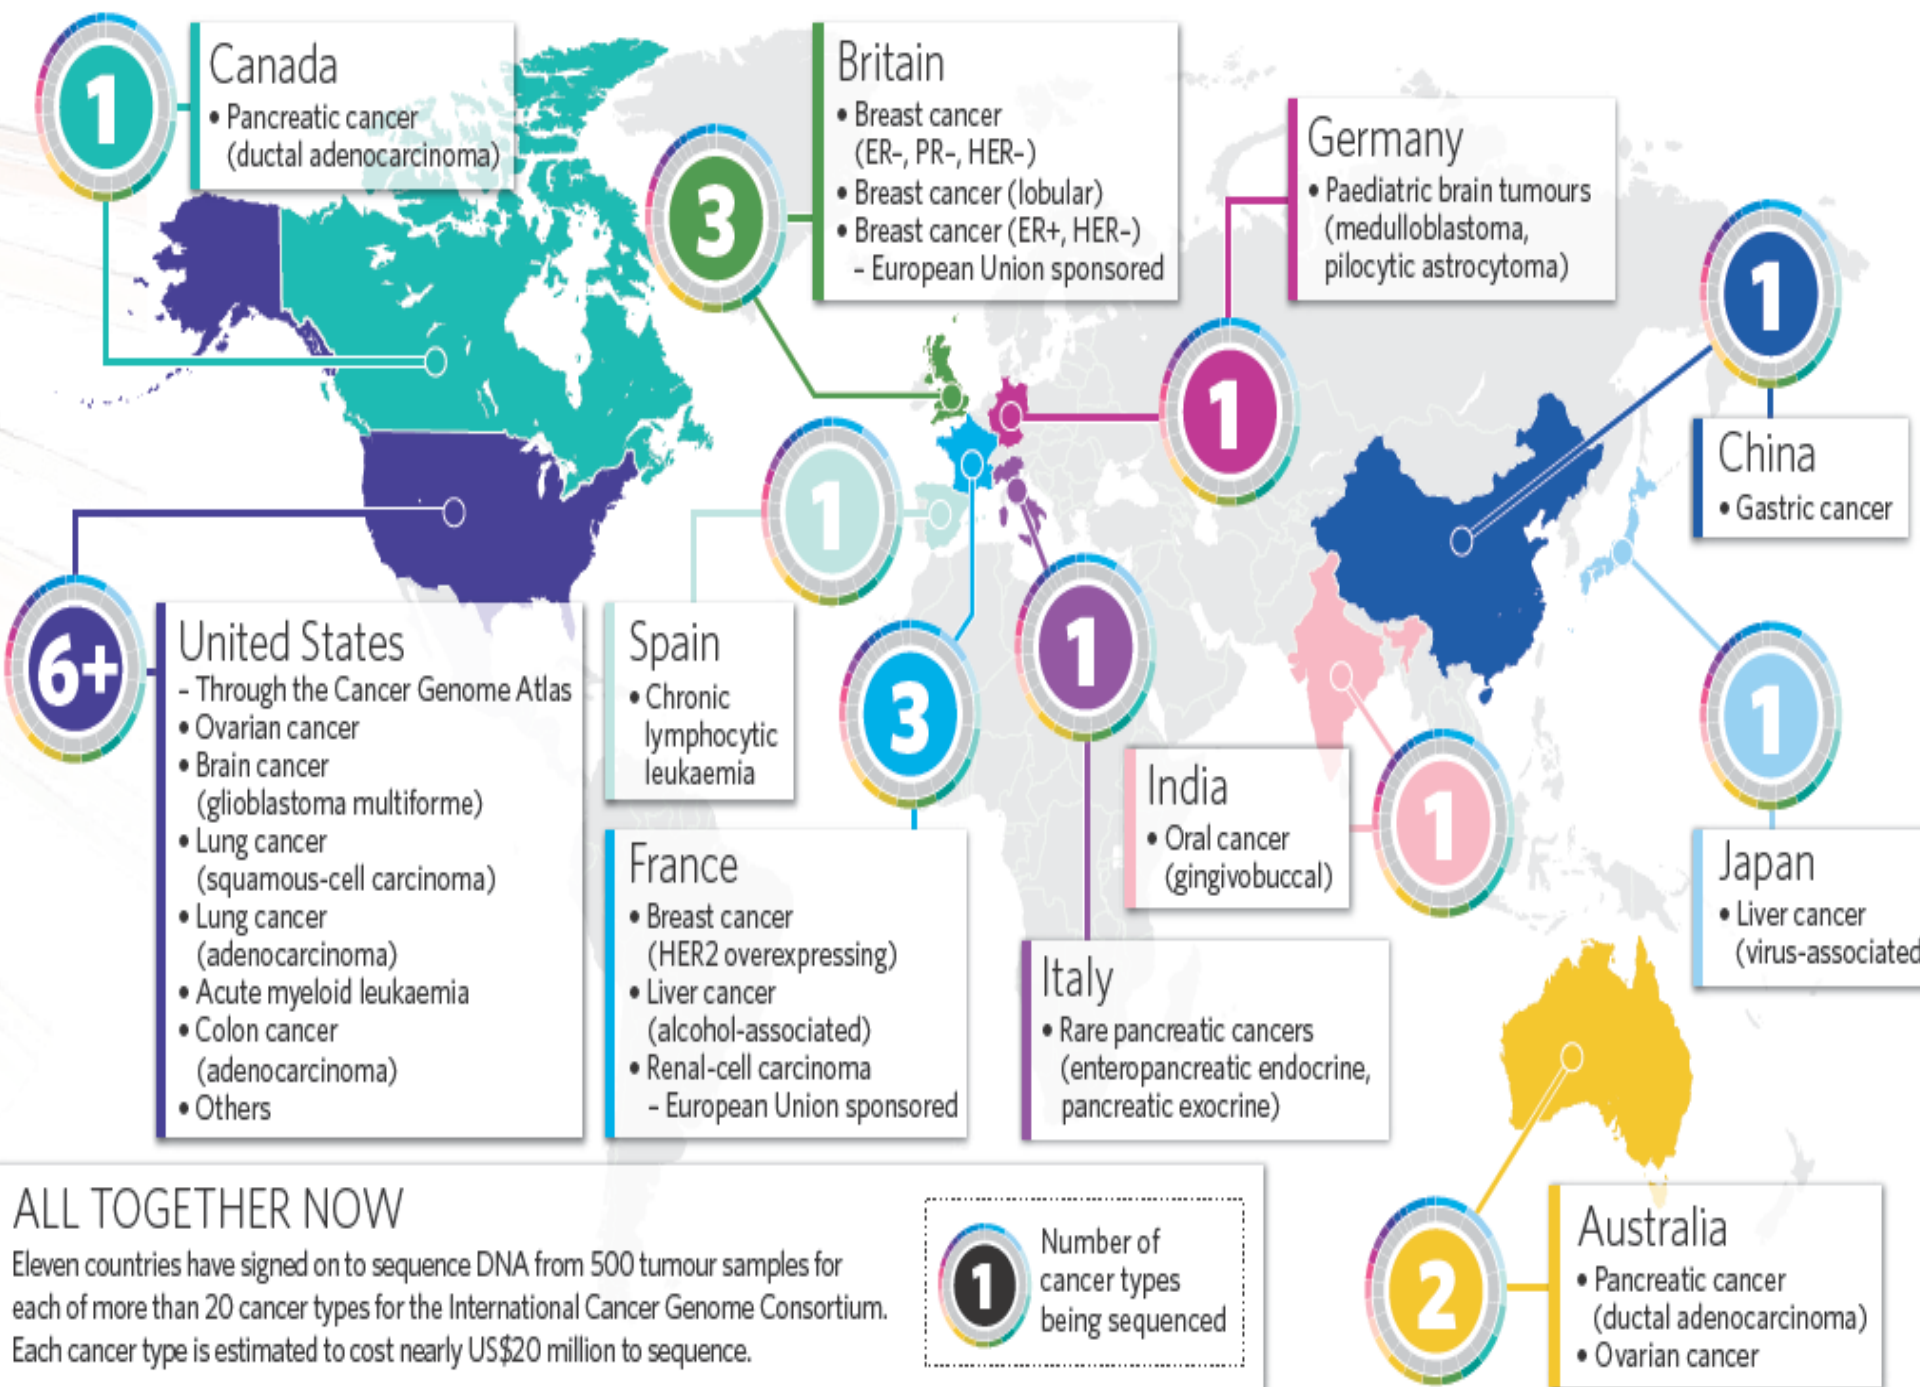 1
Canada
• Pancreatic cancer
(ductal adenocarcinoma)
3
Britain
• Breast cancer
(ER–, PR–, HER–)
• Breast cancer (lobular)
• Breast cancer (ER+, HER–)
– European Union sponsored
1
Germany
• Paediatric brain tumours
(medulloblastoma,
pilocytic astrocytoma)
1
China
• Gastric cancer
6+
United States
– Through the Cancer Genome Atlas
• Ovarian cancer
• Brain cancer
(glioblastoma multiforme)
• Lung cancer
(squamous-cell carcinoma)
• Lung cancer
(adenocarcinoma)
• Acute myeloid leukaemia
• Colon cancer
(adenocarcinoma)
• Others
1
Spain
• Chronic
lymphocytic
leukaemia
3
France
• Breast cancer
(HER2 overexpressing)
• Liver cancer
(alcohol-associated)
• Renal-cell carcinoma
– European Union sponsored
1
Italy
• Rare pancreatic cancers
(enteropancreatic endocrine,
pancreatic exocrine)
1
India
• Oral cancer
(gingivobuccal)
1
Japan
• Liver cancer
(virus-associated
2
Australia
• Pancreatic cancer
(ductal adenocarcinoma)
• Ovarian cancer
ALL TOGETHER NOW
Eleven countries have signed on to sequence DNA from 500 tumour samples for
each of more than 20 cancer types for the International Cancer Genome Consortium.
Each cancer type is estimated to cost nearly US$20 million to sequence.
1
Number of
cancer types
being sequenced